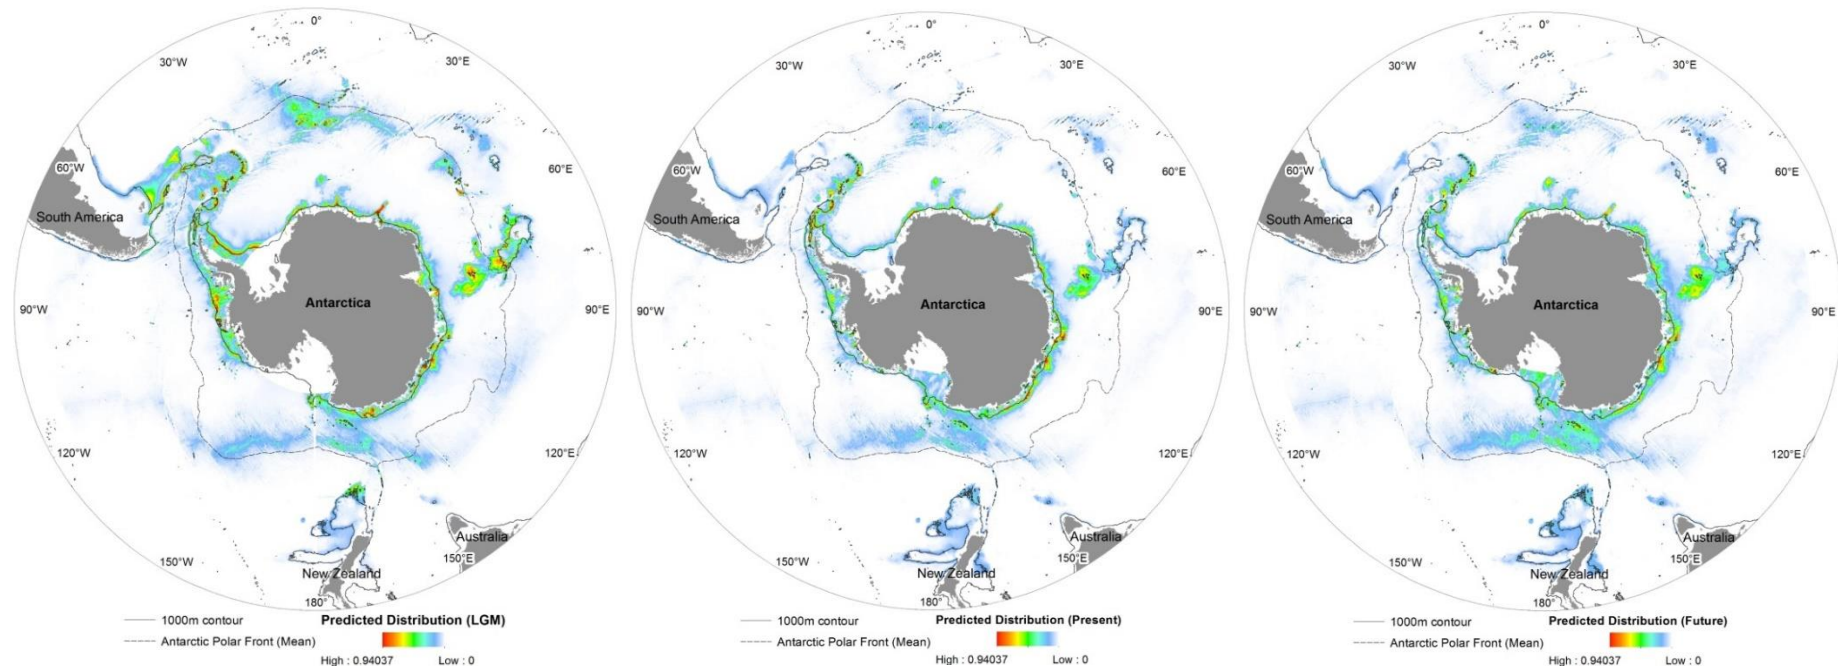 0°
30°W
30°E
60°W
60°E
South America
Antarctica
90°W
90°E
120°W
120°E
150°W
Australia
150°E
New Zealand
180°
1000m contour
Antarctic Polar Front (Mean)
Predicted Distribution (LGM)
High : 0.94037
Low : 0
0°
30°W
30°E
60°W
60°E
South America
Antarctica
90°W
90°E
120°W
120°E
150°W
Australia
150°E
New Zealand
180°
1000m contour
Antarctic Polar Front (Mean)
Predicted Distribution (Present)
High : 0.94037
Low : 0
0°
30°W
30°E
60°W
60°E
South America
Antarctica
90°W
90°E
120°W
120°E
150°W
Australia
150°E
New Zealand
180°
1000m contour
Antarctic Polar Front (Mean)
Predicted Distribution (Future)
High : 0.94037
Low : 0